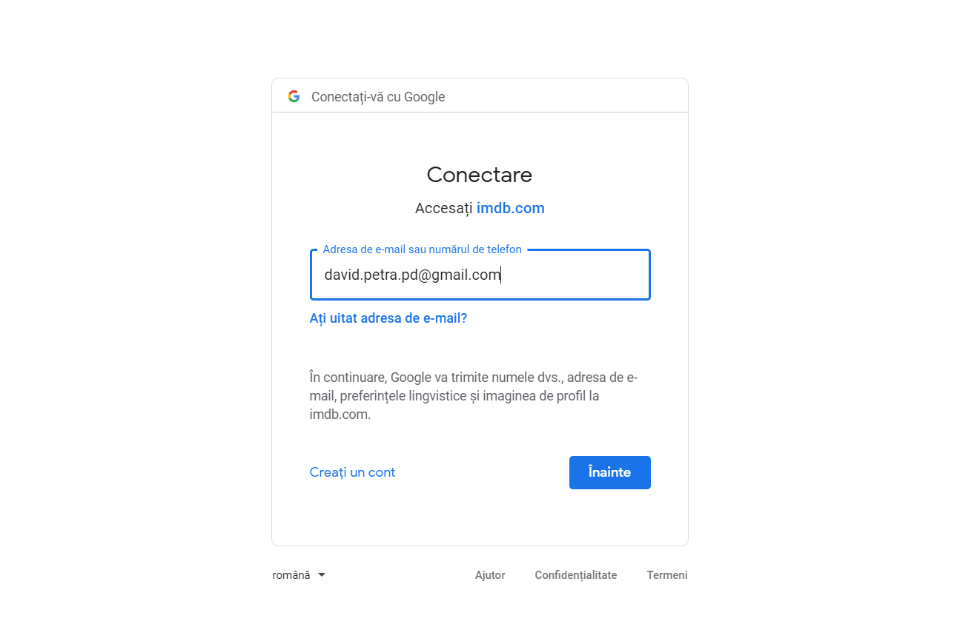 Conectați-vă cu Google
Conectare
Accesați imdb.com
Adresa de e-mail sau numărul de telefon
david.petra.pd@gmail.com
Ați uitat adresa de e-mail?
În continuare, Google va trimite numele dvs., adresa de e-
mail, preferințele lingvistice și imaginea de profil la
imdb.com.
Creați un cont
Înainte
română
Ajutor
Confidențialitate
Termeni